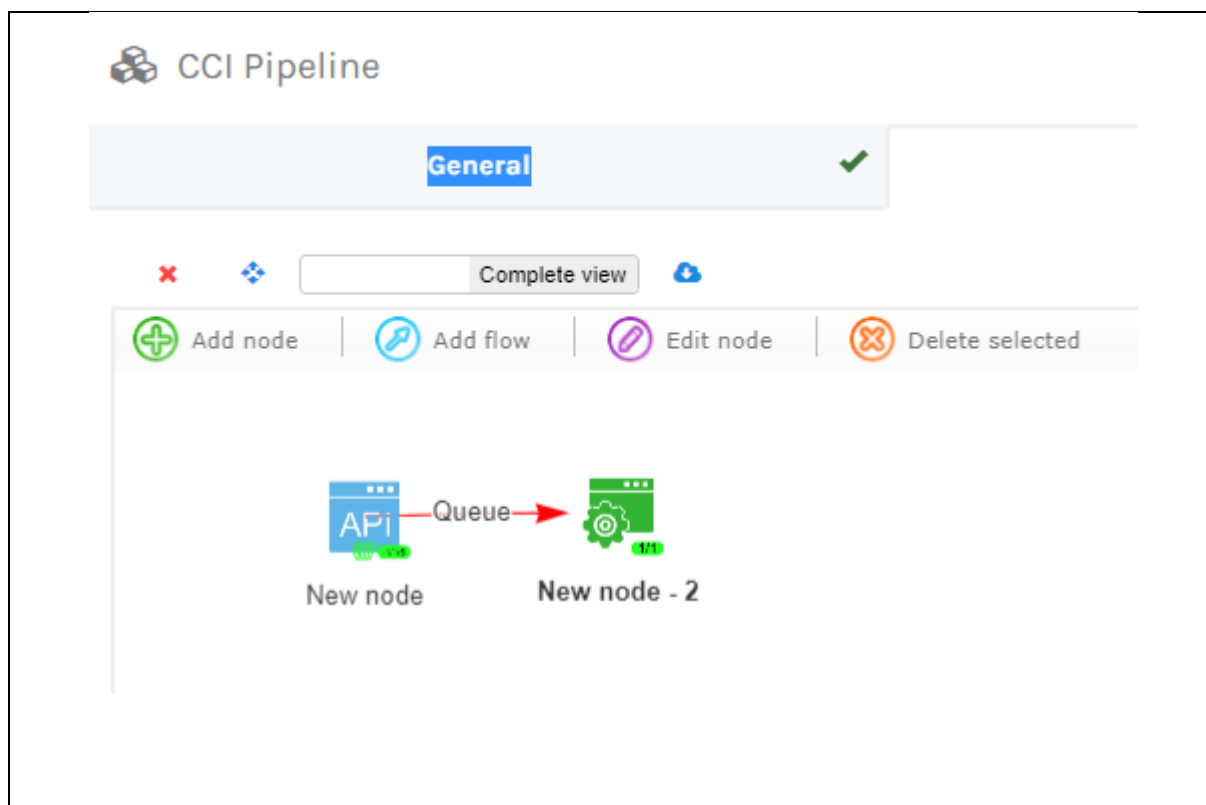 CCI Pipeline
General
Complete view
Add node Add flow Edit node Delete selected
APi
Queue
1/1
New node
New node - 2